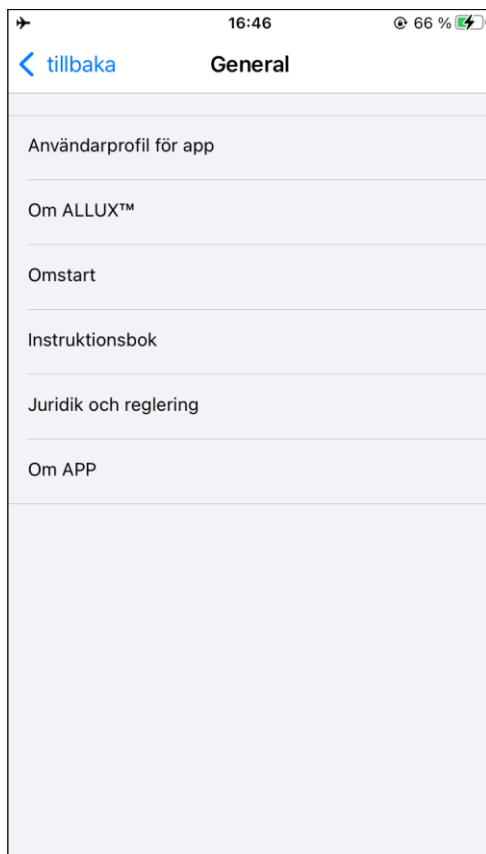 16:46
66 %
tillbaka
General
Användarprofil för app
Om ALLUX™
Omstart
Instruktionsbok
Juridik och reglering
Om APP